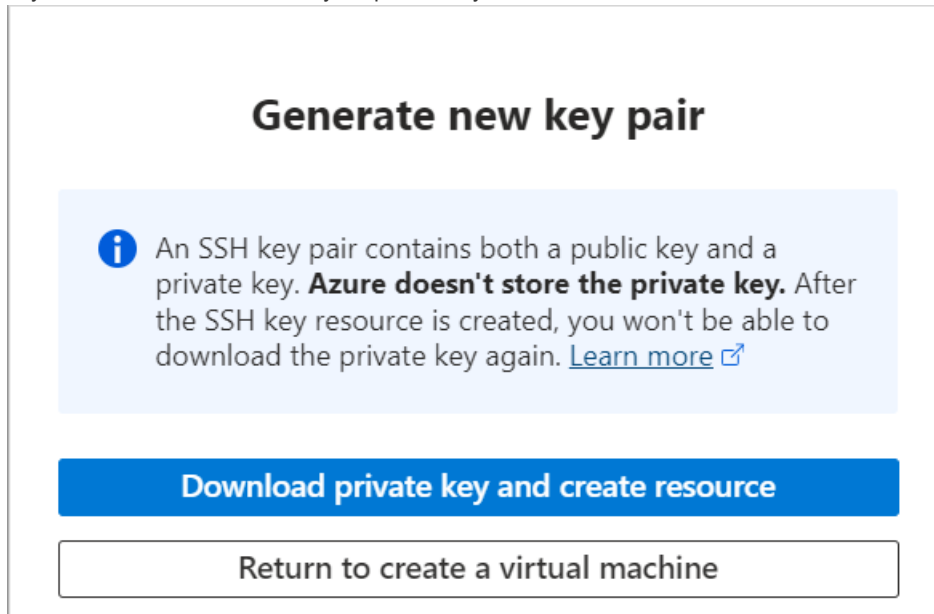 Generate new key pair
An SSH key pair contains both a public key and a
private key. Azure doesn't store the private key. After
the SSH key resource is created, you won't be able to
download the private key again. Learn more
Download private key and create resource
Return to create a virtual machine